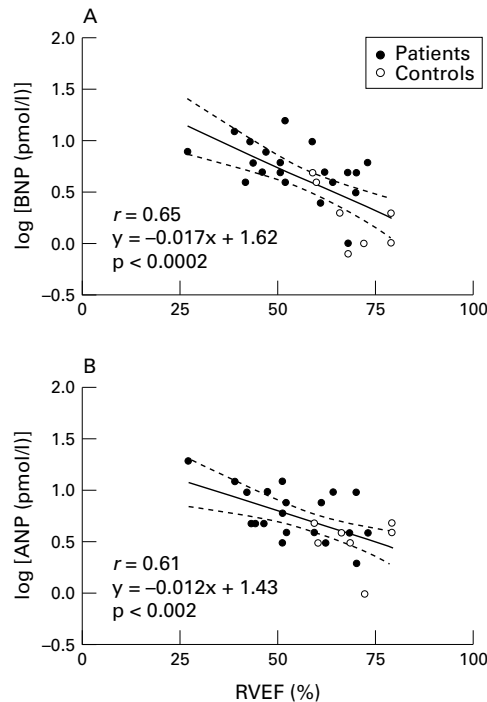 A
Patients
Controls
log [BNP (pmol/l)]
2.0
1.5
1.0
0.5
0.0
–0.5
r = 0.65
y = –0.017x + 1.62
p < 0.0002
0 25 50 75 100
B
log [ANP (pmol/l)]
2.0
1.5
1.0
0.5
0.0
–0.5
r = 0.61
y = –0.012x + 1.43
p < 0.002
0 25 50 75 100
RVEF (%)